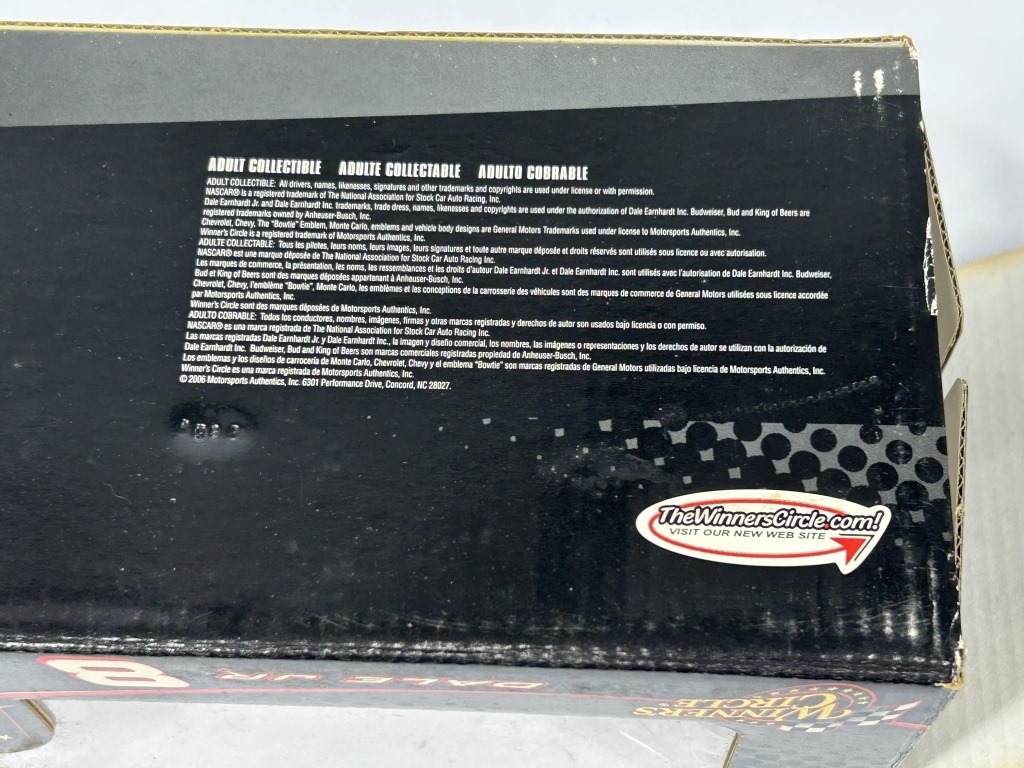 ADULT COLLECTIBLE ADULTE COLLECTABLE ADULTO COBRABLE
ADULT COLLECTIBLE: All drivers, names, likenesses, signatures and other trademarks and copyrights are used under license or with permission.
NASCAR® is a registered trademark of The National Association for Stock Car Auto Racing, Inc.
Dale Earnhardt Jr. and Dale Earnhardt Inc. trademarks, trade dress, names, likenesses and copyrights are used under the authorization of Dale Earnhardt Inc. Budweiser, Bud and King of Beers are
registered trademarks owned by Anheuser-Busch, Inc.
Chevrolet, Chevy, The "Bowtie" Emblem, Monte Carlo, emblems and vehicle body designs are General Motors Trademarks used under license to Motorsports Authentics, Inc.
Winner's Circle is a registered trademark of Motorsports Authentics, Inc.
ADULTE COLLECTABLE: Tous les pilotes, leurs noms, leurs images, leurs signatures et toute autre marque déposée et droits réservés sont utilisés sous licence ou avec autorisation.
NASCAR® est une marque déposée de The National Association for Stock Car Auto Racing Inc.
Les marques de commerce, la présentation, les noms, les ressemblances et les droits d'auteur Dale Earnhardt Jr. et Dale Earnhardt Inc. sont utilisés avec l'autorisation de Dale Earnhardt Inc. Budweiser,
Bud et King of Beers sont des marques déposées appartenant à Anheuser-Busch, Inc.
Chevrolet, Chevy, l'emblème "Bowtie", Monte Carlo, les emblèmes et les conceptions de la carrosserie des véhicules sont des marques de commerce de General Motors utilisées sous licence accordée
par Motorsports Authentics, Inc.
Winner's Circle sont des marques déposées de Motorsports Authentics, Inc.
ADULTO COBRABLE: Todos los conductores, nombres, imágenes, firmas y otras marcas registradas y derechos de autor son usados bajo licencia o con permiso.
NASCAR® es una marca registrada de The National Association for Stock Car Auto Racing Inc.
Las marcas registradas Dale Earnhardt Jr. y Dale Earnhardt Inc., la imagen y diseño comercial, los nombres, las imágenes o representaciones y los derechos de autor se utilizan con la autorización de
Dale Earnhardt Inc. Budweiser, Bud and King of Beers son marcas comerciales registradas propiedad de Anheuser-Busch, Inc.
Los emblemas y los diseños de carrocería de Monte Carlo, Chevrolet, Chevy y el emblema "Bowtie" son marcas registradas de General Motors utilizadas bajo licencia de Motorsports Authentics, Inc.
Winner's Circle es una marca registrada de Motorsports Authentics, Inc.
© 2006 Motorsports Authentics, Inc. 6301 Performance Drive, Concord, NC 28027.
TheWinnersCircle.com!
VISIT OUR NEW WEB SITE
8 DALE JR.
WINNER'S
CIRCLE